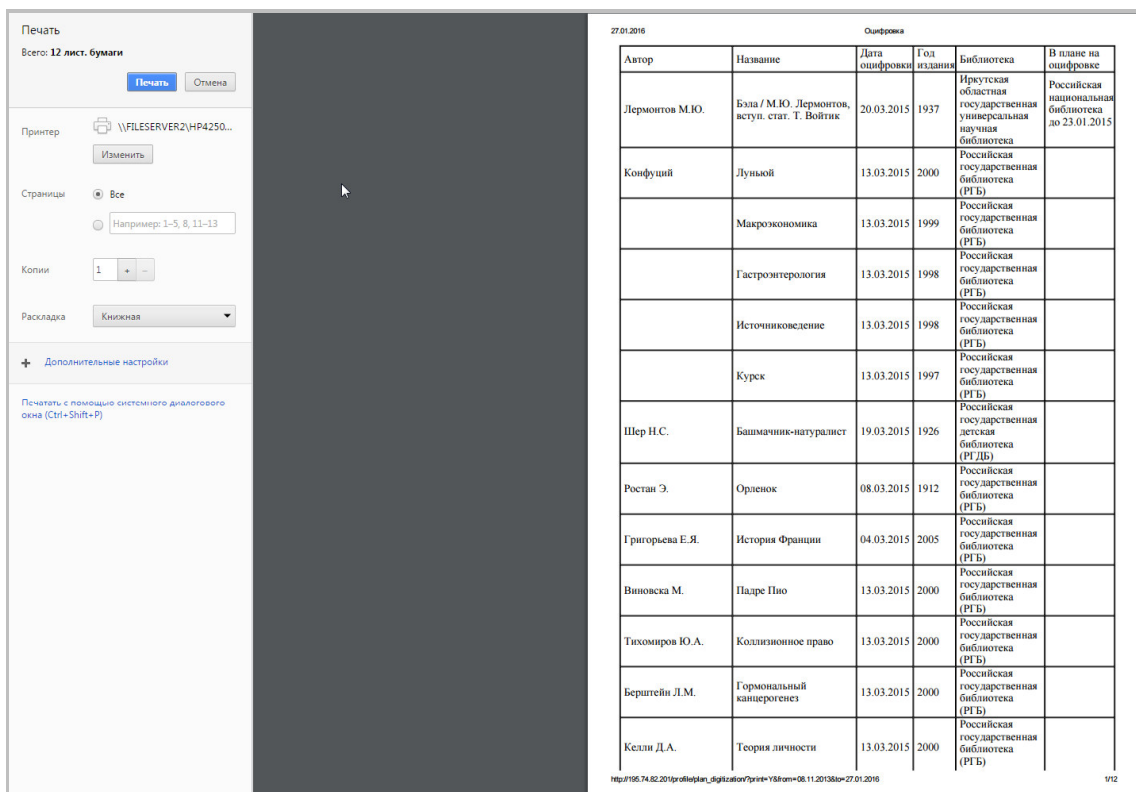 Печать
Всего: 12 лист. бумаги
Печать Отмена
Принтер \\FILESERVER2\HP4250...
Изменить
Страницы Все
Например: 1–5, 8, 11–13
Копии 1 + –
Раскладка Книжная
+ Дополнительные настройки
Печатать с помощью системного диалогового
окна (Ctrl+Shift+P)
27.01.2016 Оцифровка
Автор Название Дата оцифровки Год издания Библиотека В плане на оцифровке
Лермонтов М.Ю. Бэла / М.Ю. Лермонтов, вступ. стат. Т. Войтик 20.03.2015 1937 Иркутская областная государственная универсальная научная библиотека Российская национальная библиотека до 23.01.2015
Конфуций Луньюй 13.03.2015 2000 Российская государственная библиотека (РГБ)
Макроэкономика 13.03.2015 1999 Российская государственная библиотека (РГБ)
Гастроэнтерология 13.03.2015 1998 Российская государственная библиотека (РГБ)
Источниковедение 13.03.2015 1998 Российская государственная библиотека (РГБ)
Курск 13.03.2015 1997 Российская государственная библиотека (РГБ)
Шер Н.С. Башмачник-натуралист 19.03.2015 1926 Российская государственная детская библиотека (РГДБ)
Ростан Э. Орленок 08.03.2015 1912 Российская государственная библиотека (РГБ)
Григорьева Е.Я. История Франции 04.03.2015 2005 Российская государственная библиотека (РГБ)
Виновска М. Падре Пио 13.03.2015 2000 Российская государственная библиотека (РГБ)
Тихомиров Ю.А. Коллизионное право 13.03.2015 2000 Российская государственная библиотека (РГБ)
Берштейн Л.М. Гормональный канцерогенез 13.03.2015 2000 Российская государственная библиотека (РГБ)
Келли Д.А. Теория личности 13.03.2015 2000 Российская государственная библиотека (РГБ)
http://195.74.82.201/profile/plan_digitization/?print=Y&from=08.11.2013&to=27.01.2016 1/12